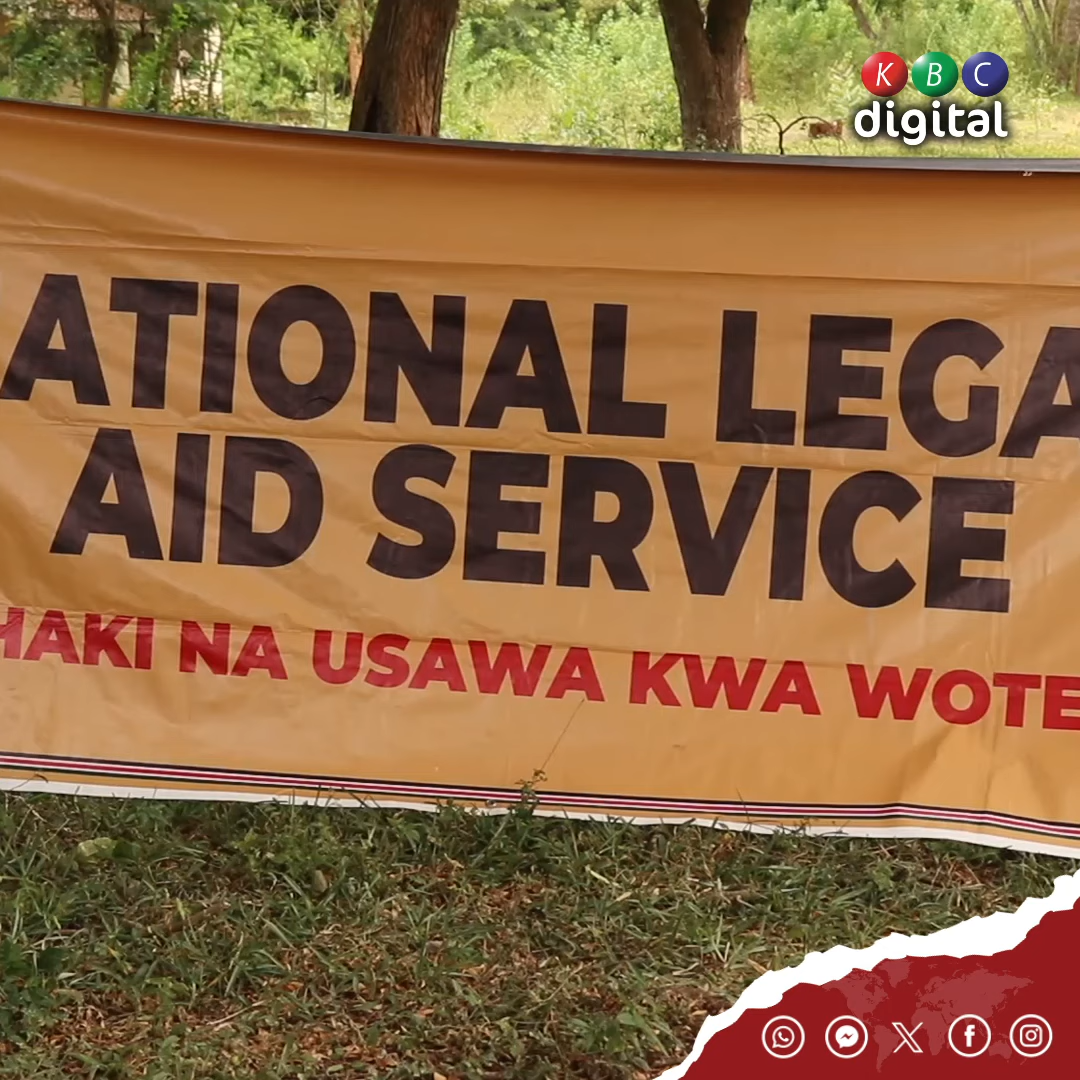 K B C
digital
ATIONAL LEGA
AID SERVICE
HAKI NA USAWA KWA WOTE